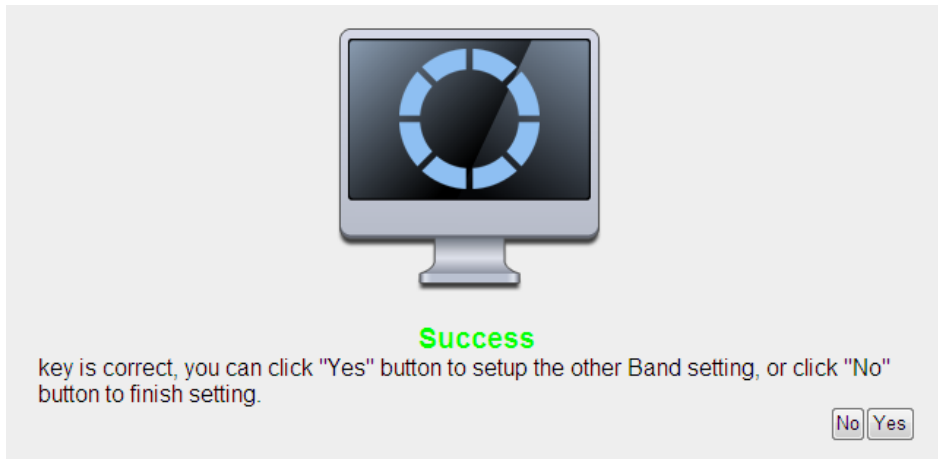 Success
key is correct, you can click "Yes" button to setup the other Band setting, or click "No"
button to finish setting.
No Yes